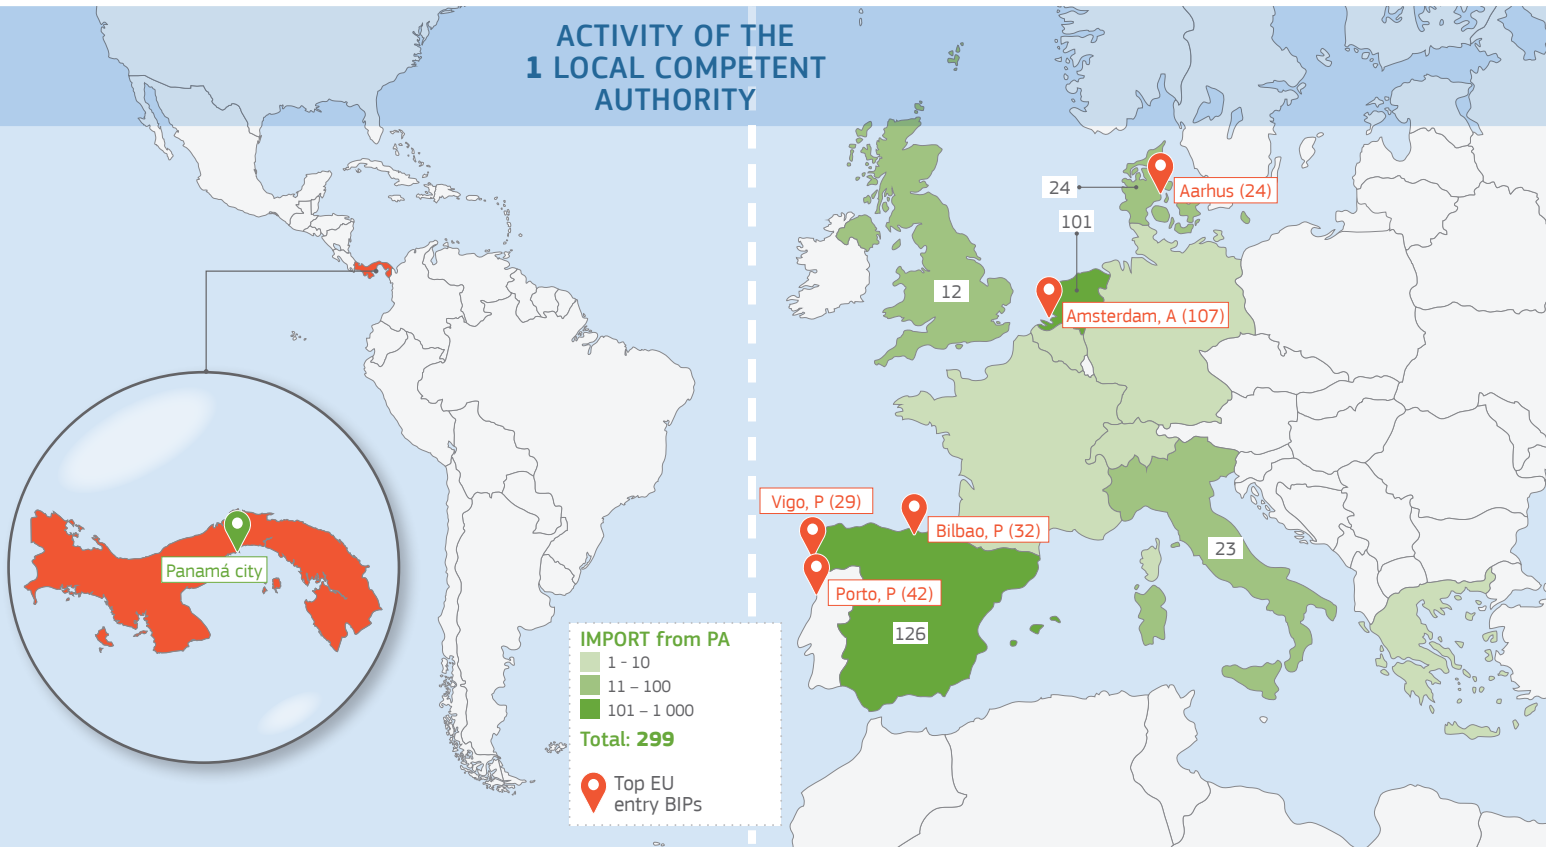 ACTIVITY OF THE
1 LOCAL COMPETENT
AUTHORITY
24
Aarhus (24)
101
12
Amsterdam, A (107)
Vigo, P (29)
Bilbao, P (32)
23
Panamá city
Porto, P (42)
126
IMPORT from PA
1 - 10
11 – 100
101 – 1 000
Total: 299
Top EU
entry BIPs